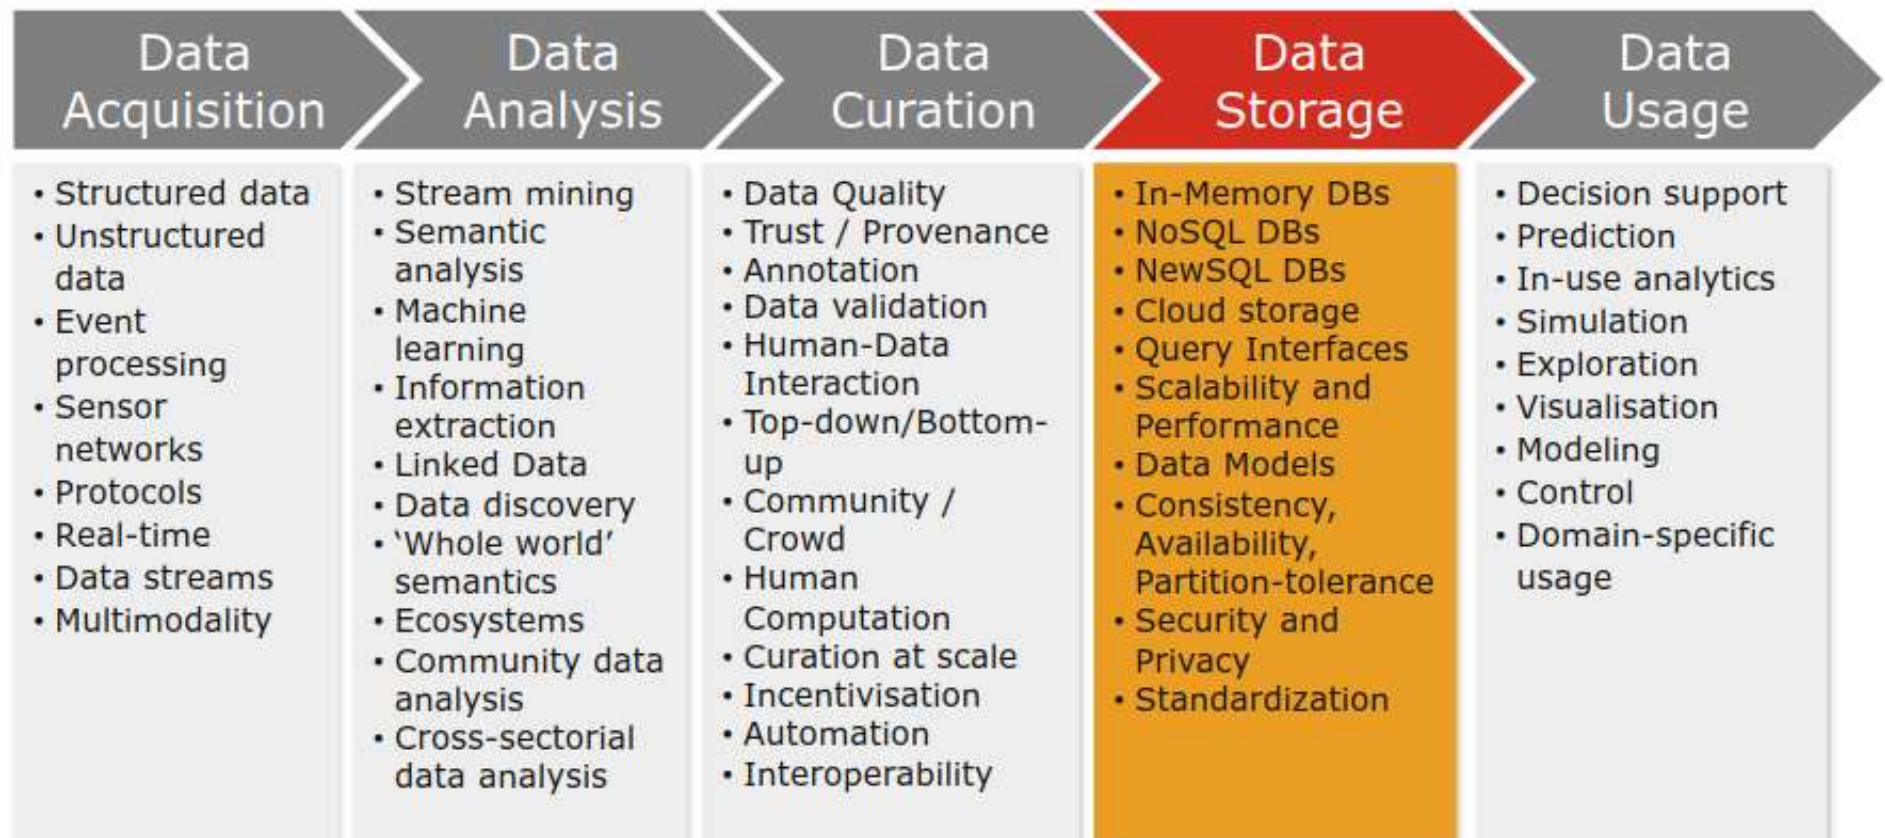 Data
Acquisition
Data
Analysis
Data
Curation
Data
Storage
Data
Usage
• Structured data
• Unstructured
data
• Event
processing
• Sensor
networks
• Protocols
• Real-time
• Data streams
• Multimodality
• Stream mining
• Semantic
analysis
• Machine
learning
• Information
extraction
• Linked Data
• Data discovery
• ‘Whole world’
semantics
• Ecosystems
• Community data
analysis
• Cross-sectorial
data analysis
• Data Quality
• Trust / Provenance
• Annotation
• Data validation
• Human-Data
Interaction
• Top-down/Bottom-
up
• Community /
Crowd
• Human
Computation
• Curation at scale
• Incentivisation
• Automation
• Interoperability
• In-Memory DBs
• NoSQL DBs
• NewSQL DBs
• Cloud storage
• Query Interfaces
• Scalability and
Performance
• Data Models
• Consistency,
Availability,
Partition-tolerance
• Security and
Privacy
• Standardization
• Decision support
• Prediction
• In-use analytics
• Simulation
• Exploration
• Visualisation
• Modeling
• Control
• Domain-specific
usage